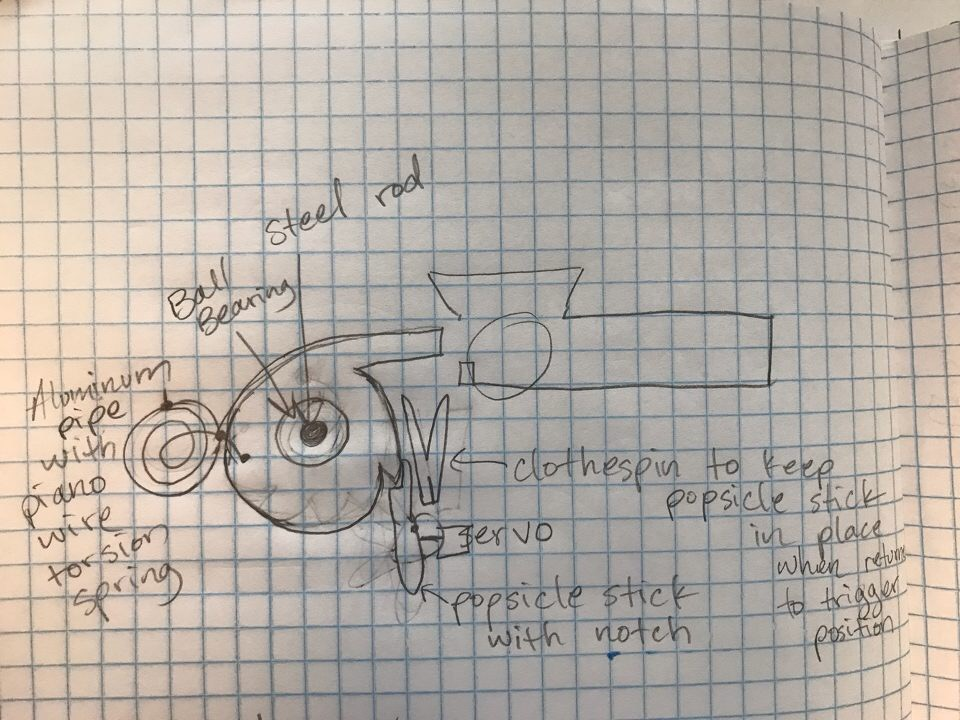 steel rod
Ball
Bearing
Aluminum
pipe
with
piano
wire
torsion
spring
clothespin to keep
popsicle stick
in place
when return
to trigger
position
servo
popsicle stick
with notch